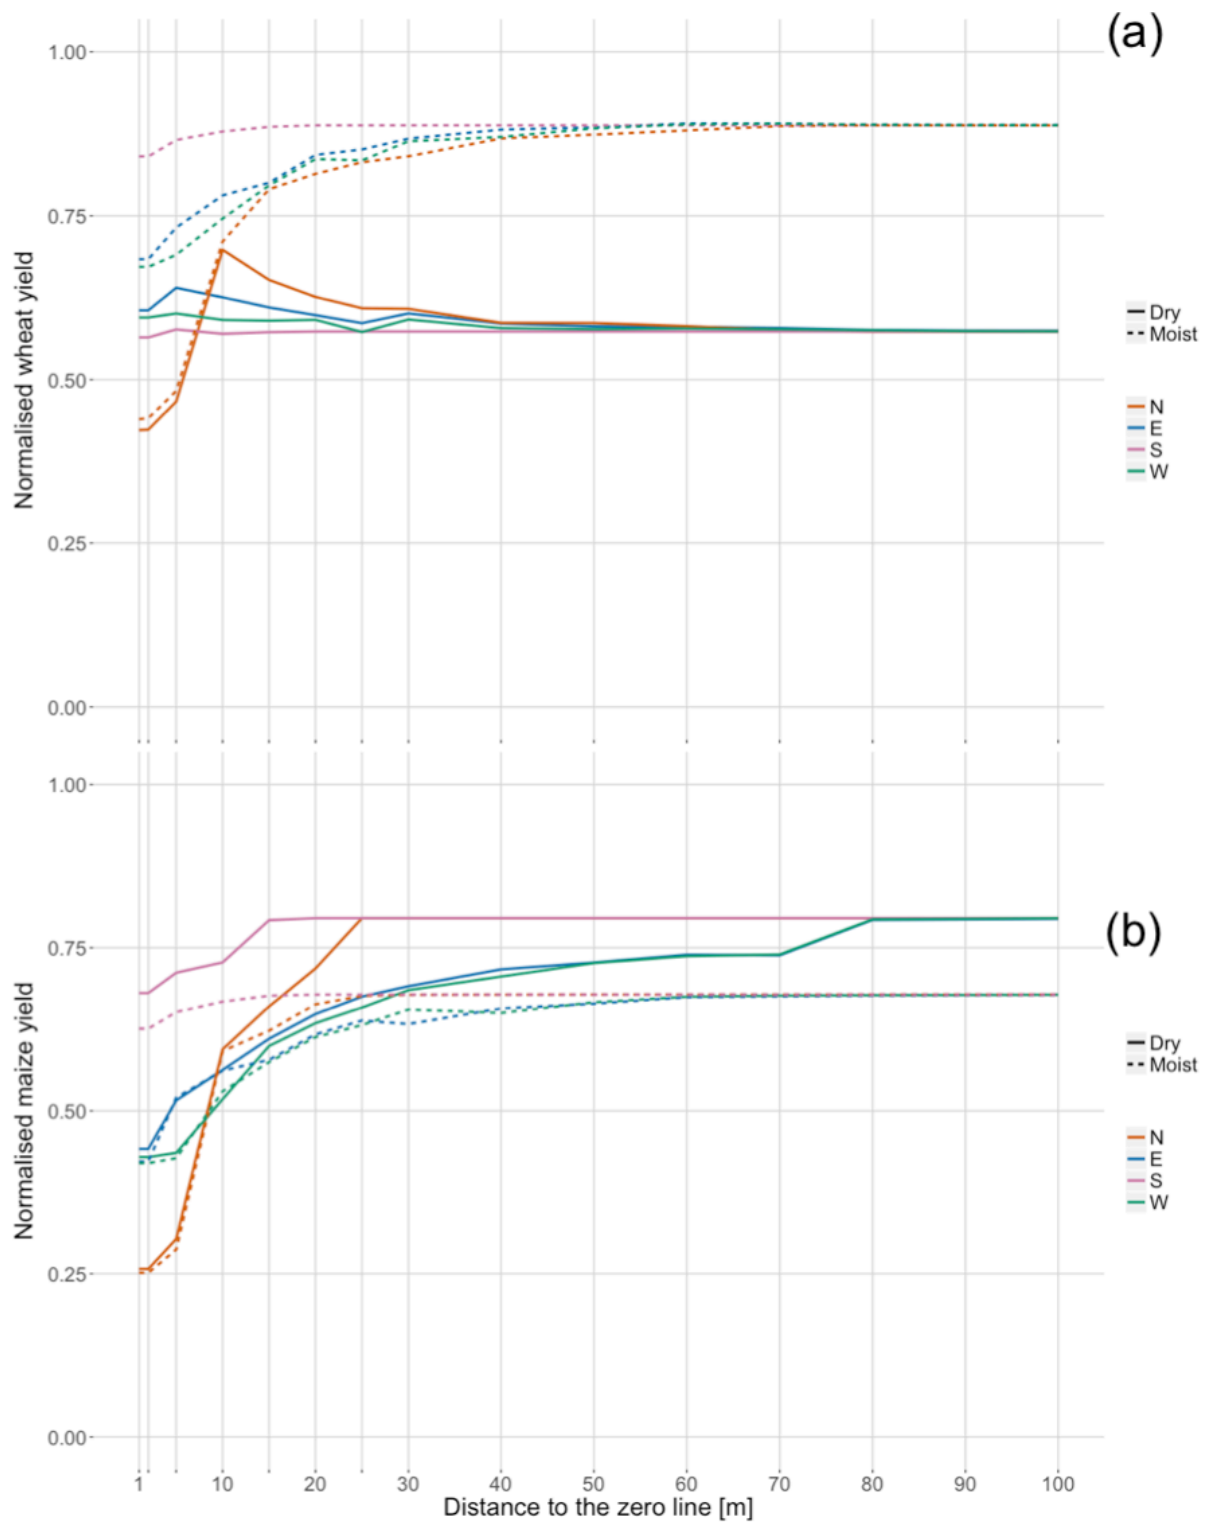 (a)
1.00
0.75
0.50
0.25
0.00
Normalised wheat yield
Dry
Moist
N
E
S
W
(b)
1.00
0.75
0.50
0.25
0.00
Normalised maize yield
Dry
Moist
N
E
S
W
1 10 20 30 40 50 60 70 80 90 100
Distance to the zero line [m]